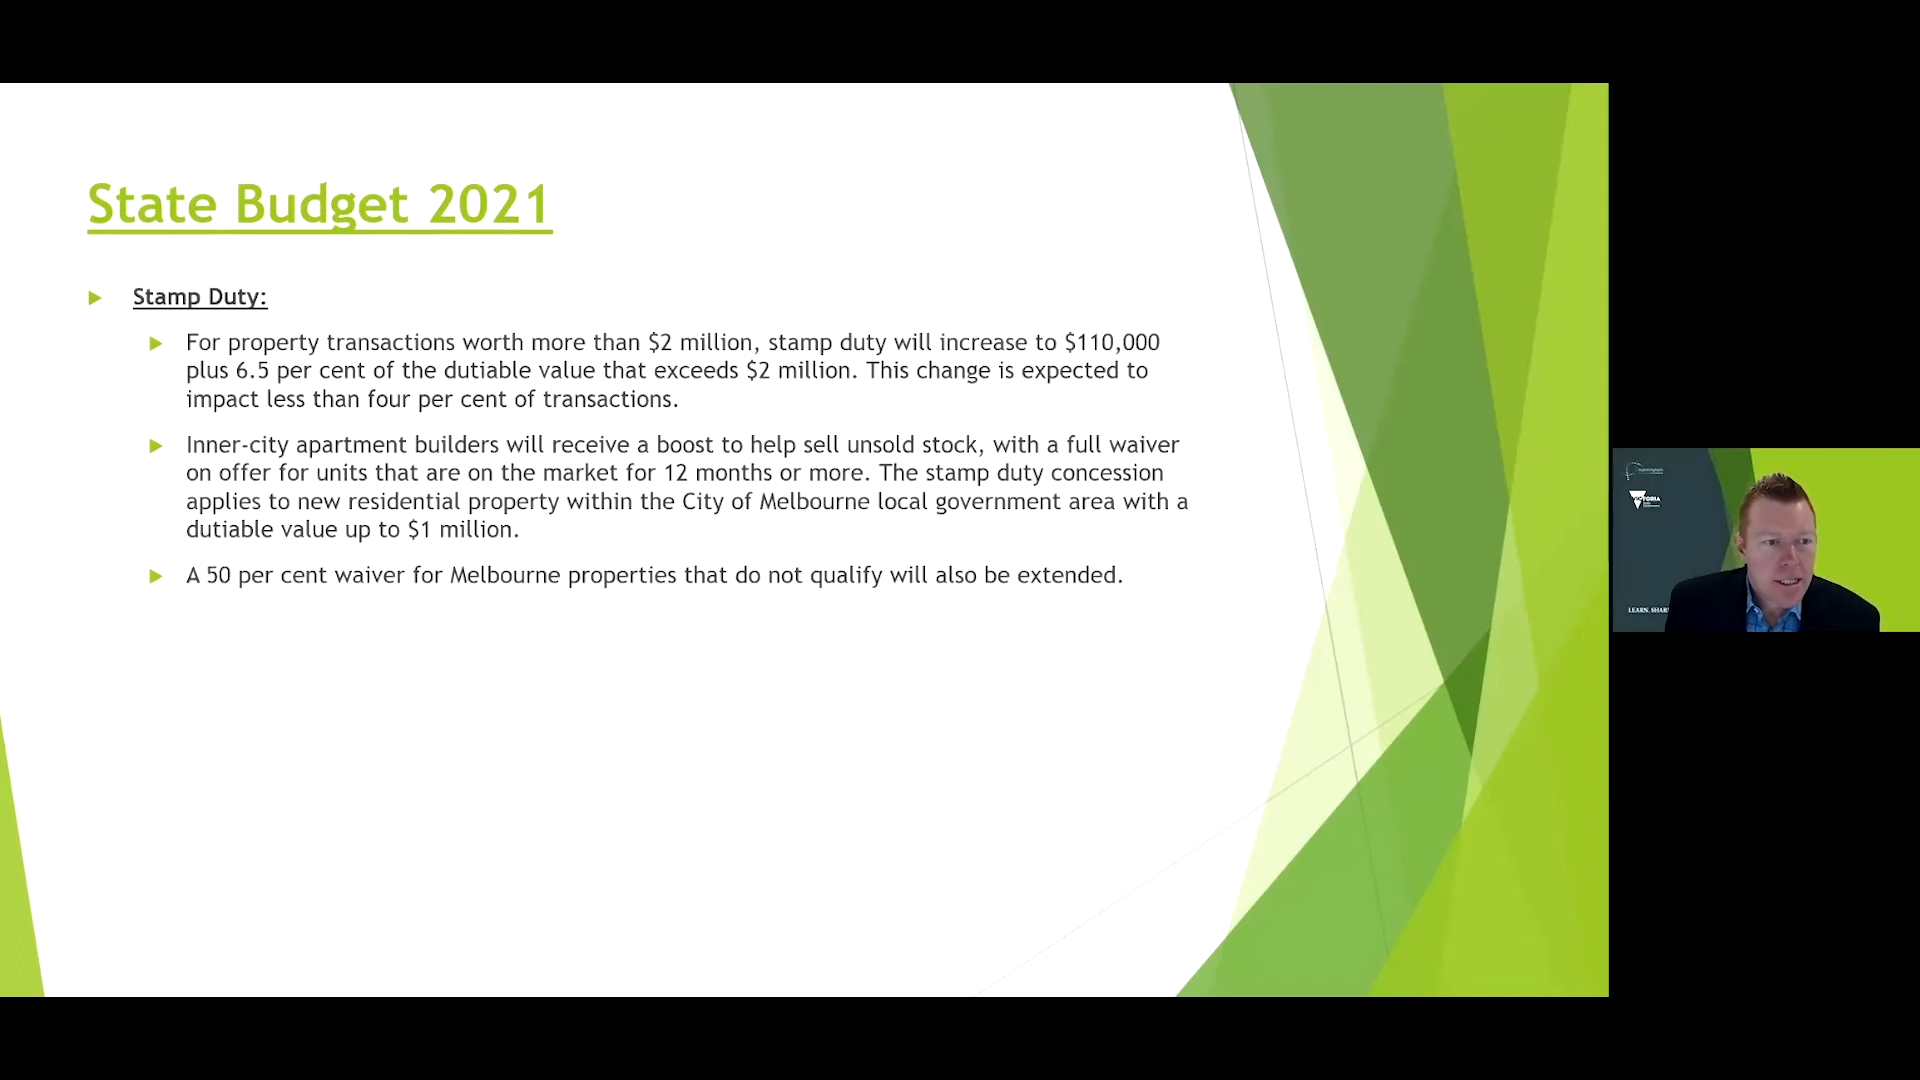 State Budget 2021
Stamp Duty:
For property transactions worth more than $2 million, stamp duty will increase to $110,000
plus 6.5 per cent of the dutiable value that exceeds $2 million. This change is expected to
impact less than four per cent of transactions.
Inner-city apartment builders will receive a boost to help sell unsold stock, with a full waiver
on offer for units that are on the market for 12 months or more. The stamp duty concession
applies to new residential property within the City of Melbourne local government area with a
dutiable value up to $1 million.
A 50 per cent waiver for Melbourne properties that do not qualify will also be extended.
VICTORIA
LEARN. SHAR